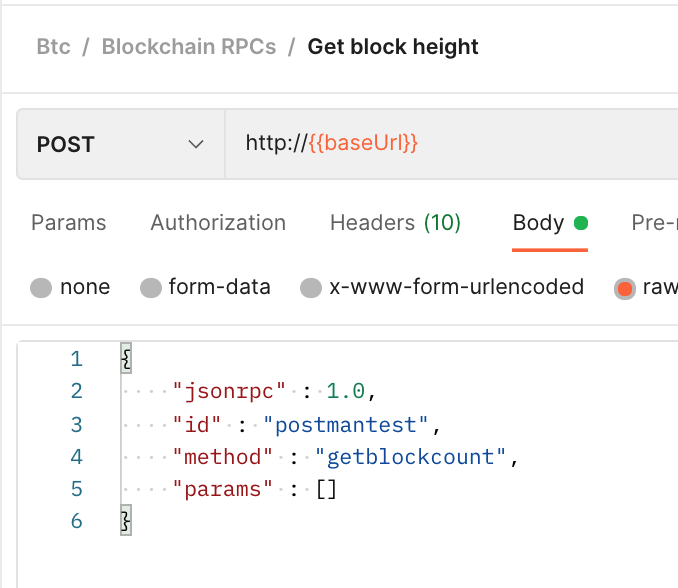 Btc / Blockchain RPCs / Get block height
POST http://{{baseUrl}}
Params Authorization Headers (10) Body Pre-
none form-data x-www-form-urlencoded raw
1 {
2 "jsonrpc" : 1.0,
3 "id" : "postmantest",
4 "method" : "getblockcount",
5 "params" : []
6 }